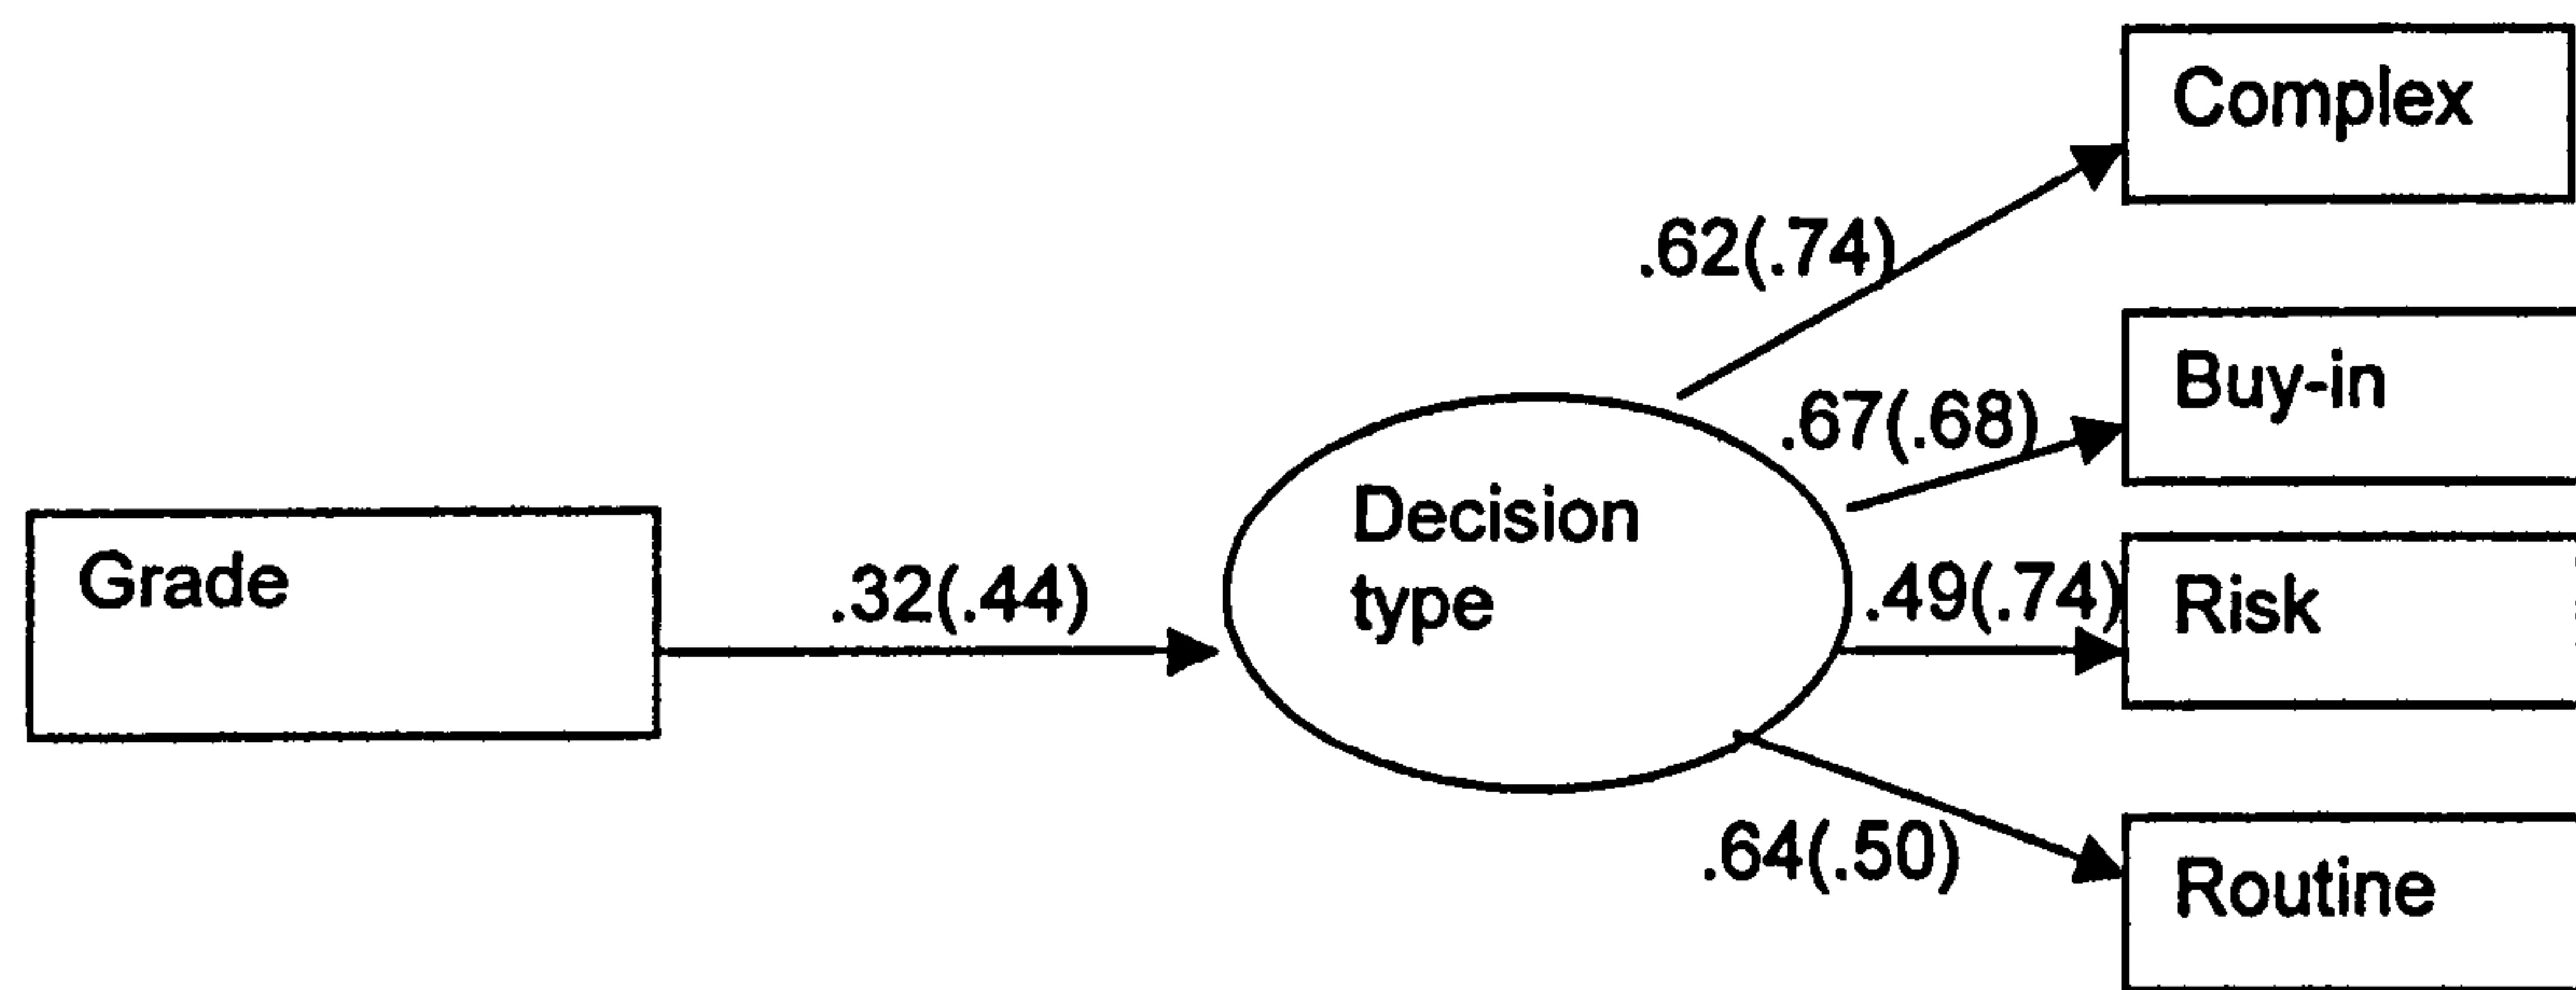 Complex
.62(.74)
Buy-in
.67(.68)
Decision
type
Grade
.32(.44)
.49(.74)
Risk
.64(.50)
Routine